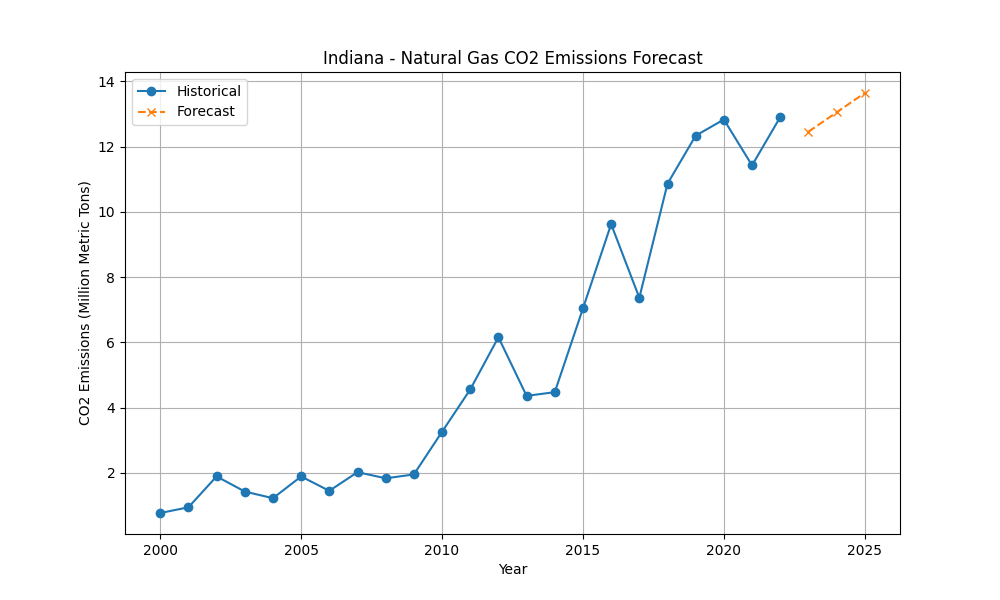 Indiana - Natural Gas CO2 Emissions Forecast
Historical
Forecast
CO2 Emissions (Million Metric Tons)
14
12
10
8
6
4
2
2000 2005 2010 2015 2020 2025
Year